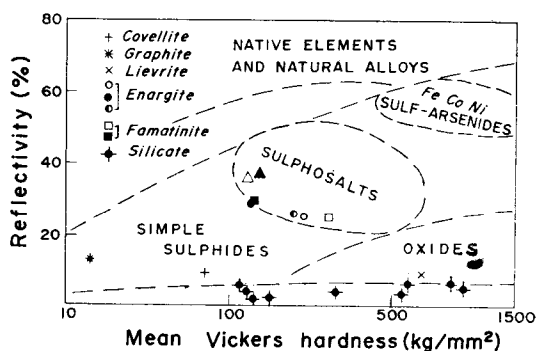 80
60
40
20
Reflectivity (%)
Covellite
Graphite
Lievrite
Enargite
Famatinite
Silicate
NATIVE ELEMENTS
AND NATURAL ALLOYS
Fe Co Ni
SULF-ARSENIDES
SULPHOSALTS
SIMPLE
SULPHIDES
OXIDES
10 100 500 1500
Mean Vickers hardness (kg/mm²)